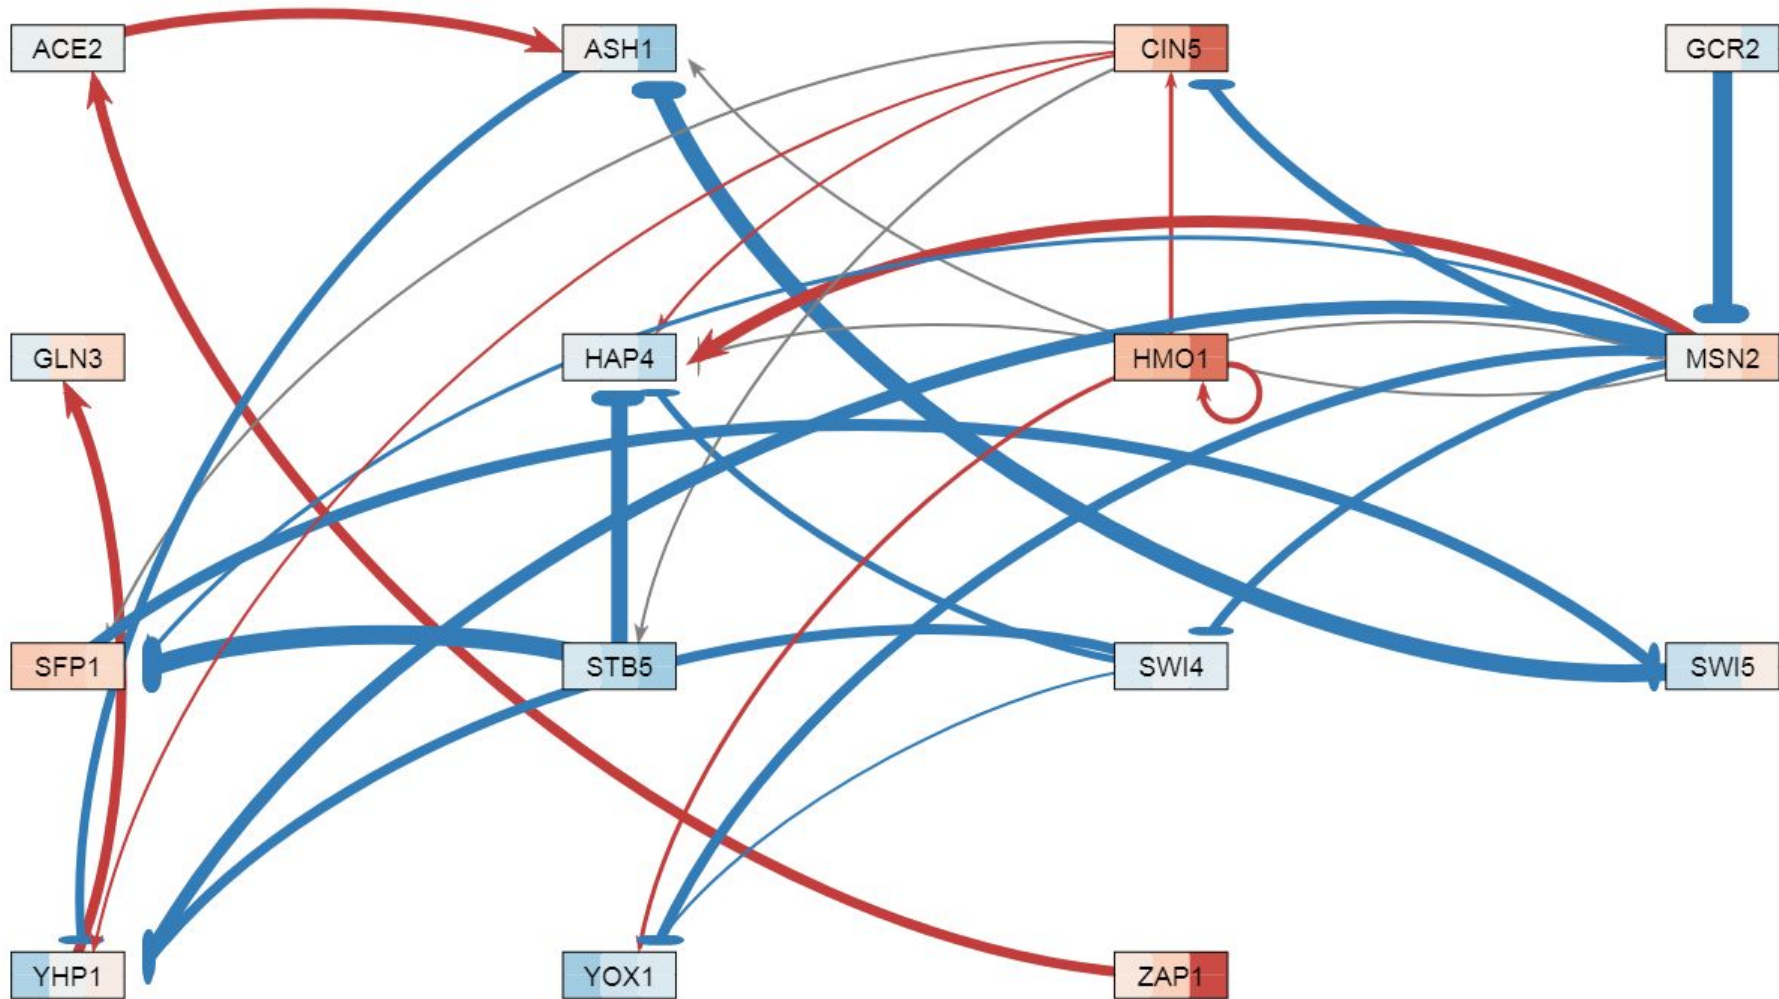 ACE2 ASH1 CIN5 GCR2
GLN3 HAP4 HMO1 MSN2
SFP1 STB5 SWI4 SWI5
YHP1 YOX1 ZAP1